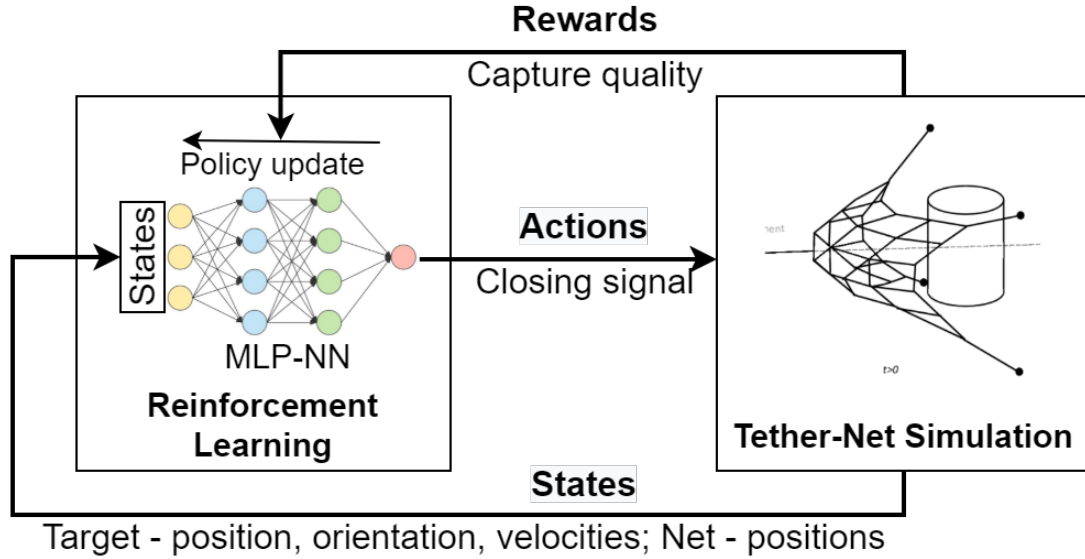 Rewards
Capture quality
Policy update
States
MLP-NN
Reinforcement
Learning
Actions
Closing signal
t>0
Tether-Net Simulation
States
Target - position, orientation, velocities; Net - positions